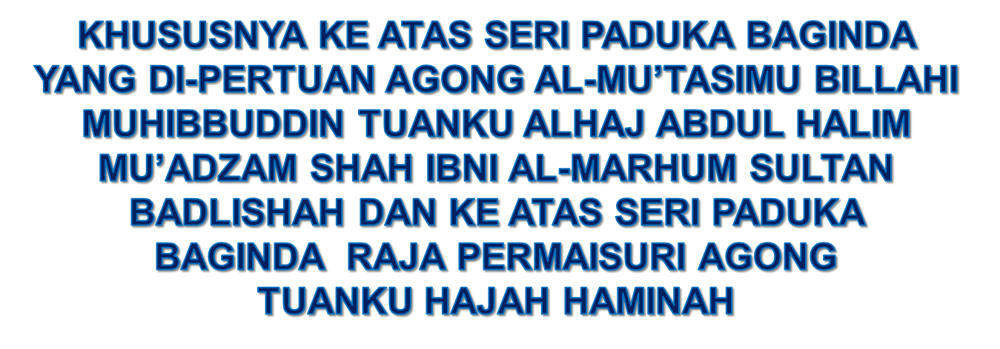 KHUSUSNYA KE ATAS SERI PADUKA BAGINDA
YANG DI-PERTUAN AGONG AL-MU’TASIMU BILLAHI
MUHIBBUDDIN TUANKU ALHAJ ABDUL HALIM
MU’ADZAM SHAH IBNI AL-MARHUM SULTAN
BADLISHAH DAN KE ATAS SERI PADUKA
BAGINDA RAJA PERMAISURI AGONG
TUANKU HAJAH HAMINAH